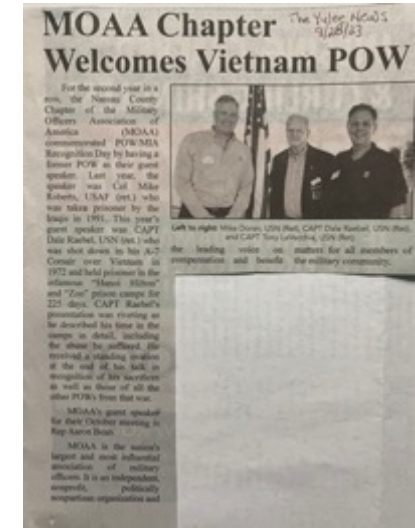 MOAA Chapter
The Yulee News
9/28/23
Welcomes Vietnam POW
For the second year in a
row, the Nassau County
Chapter of the Military
Officers Association of
America (MOAA)
commemorated POW/MIA
Recognition Day by having a
former POW as their guest
speaker. Last year, the
speaker was Col Mike
Roberts, USAF (ret.) who
was taken prisoner by the
Iraqis in 1991. This year's
guest speaker was CAPT
Dale Raebel, USN (ret.) who
was shot down in his A-7
Corsair over Vietnam in
1972 and held prisoner in the
infamous "Hanoi Hilton"
and "Zoo" prison camps for
225 days. CAPT Raebel's
presentation was riveting as
he described his time in the
camps in detail, including
the abuse he suffered. He
received a standing ovation
at the end of his talk in
recognition of his sacrifices
as well as those of all the
other POWs from that war.
MOAA's guest speaker
for their October meeting is
Rep Aaron Bean
MOAA is the nation's
largest and most influential
association of military
officers. It is an independent,
nonprofit, politically
nonpartisan organization and
Left to right: Mike Doran, USN (Ret), CAPT Dale Raebel, USN (Ret),
and CAPT Tony USN (Ret)
the leading voice on
compensation and benefit
matters for all members of
the military community.